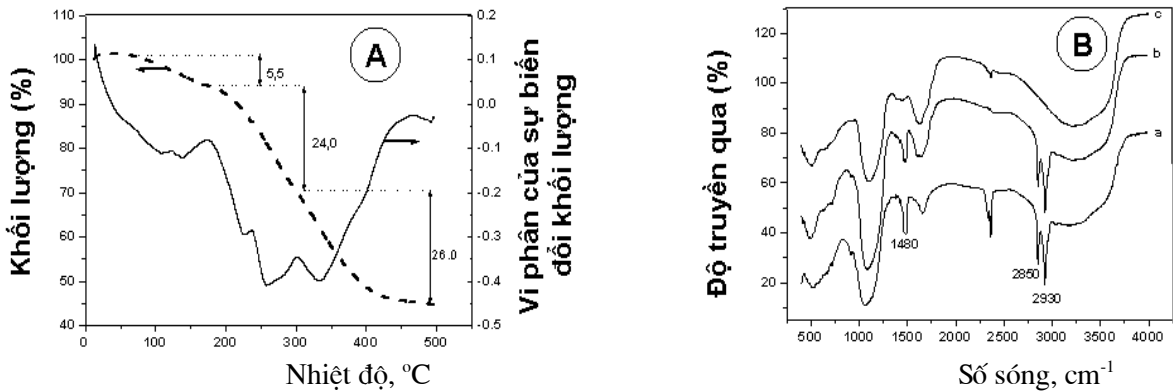 A
Khối lượng (%)
110
100
90
80
70
60
50
40
5,5
24,0
26.0
0.2
0.1
0.0
-0.1
-0.2
-0.3
-0.4
-0.5
Vi phân của sự biến
đổi khối lượng
0 100 200 300 400 500
Nhiệt độ, °C
B
Độ truyền qua (%)
120
100
80
60
40
20
c
b
a
1480
2850
2930
500 1000 1500 2000 2500 3000 3500 4000
Số sóng, cm-1